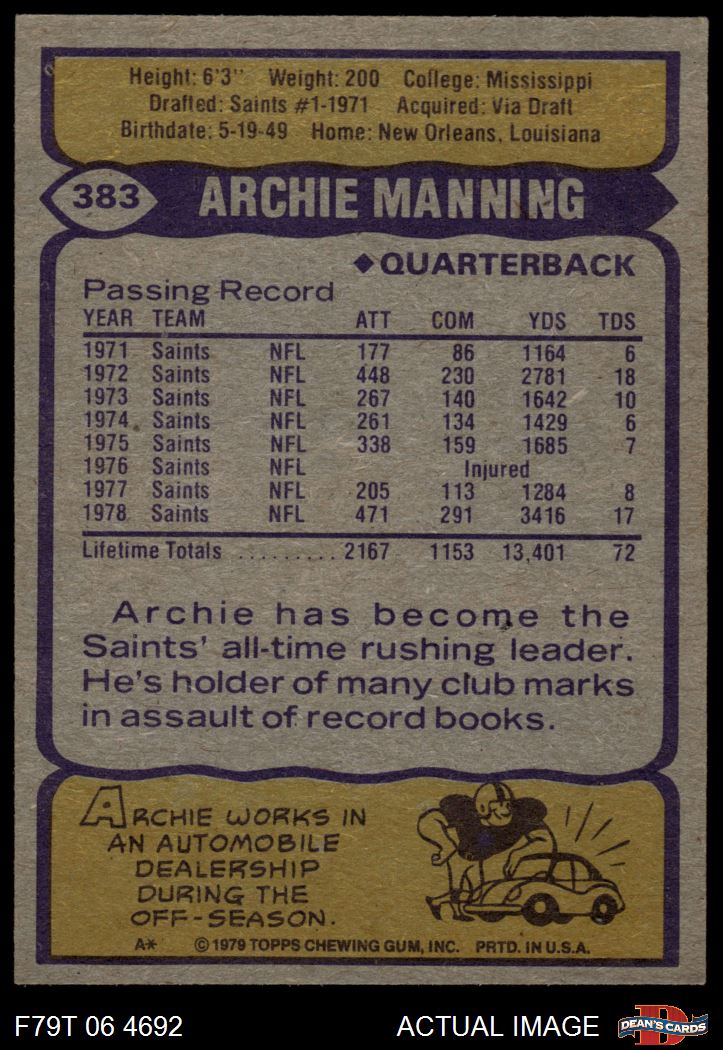 Height: 6'3" Weight: 200 College: Mississippi
Drafted: Saints #1-1971 Acquired: Via Draft
Birthdate: 5-19-49 Home: New Orleans, Louisiana
383 ARCHIE MANNING
◆QUARTERBACK
Passing Record
YEAR TEAM ATT COM YDS TDS
1971 Saints NFL 177 86 1164 6
1972 Saints NFL 448 230 2781 18
1973 Saints NFL 267 140 1642 10
1974 Saints NFL 261 134 1429 6
1975 Saints NFL 338 159 1685 7
1976 Saints NFL Injured
1977 Saints NFL 205 113 1284 8
1978 Saints NFL 471 291 3416 17
Lifetime Totals ......... 2167 1153 13,401 72
Archie has become the
Saints' all-time rushing leader.
He's holder of many club marks
in assault of record books.
ARCHIE WORKS IN
AN AUTOMOBILE
DEALERSHIP
DURING THE
OFF-SEASON.
A* © 1979 TOPPS CHEWING GUM, INC. PRTD. IN U.S.A.
F79T 06 4692 ACTUAL IMAGE D DEAN'S CARDS